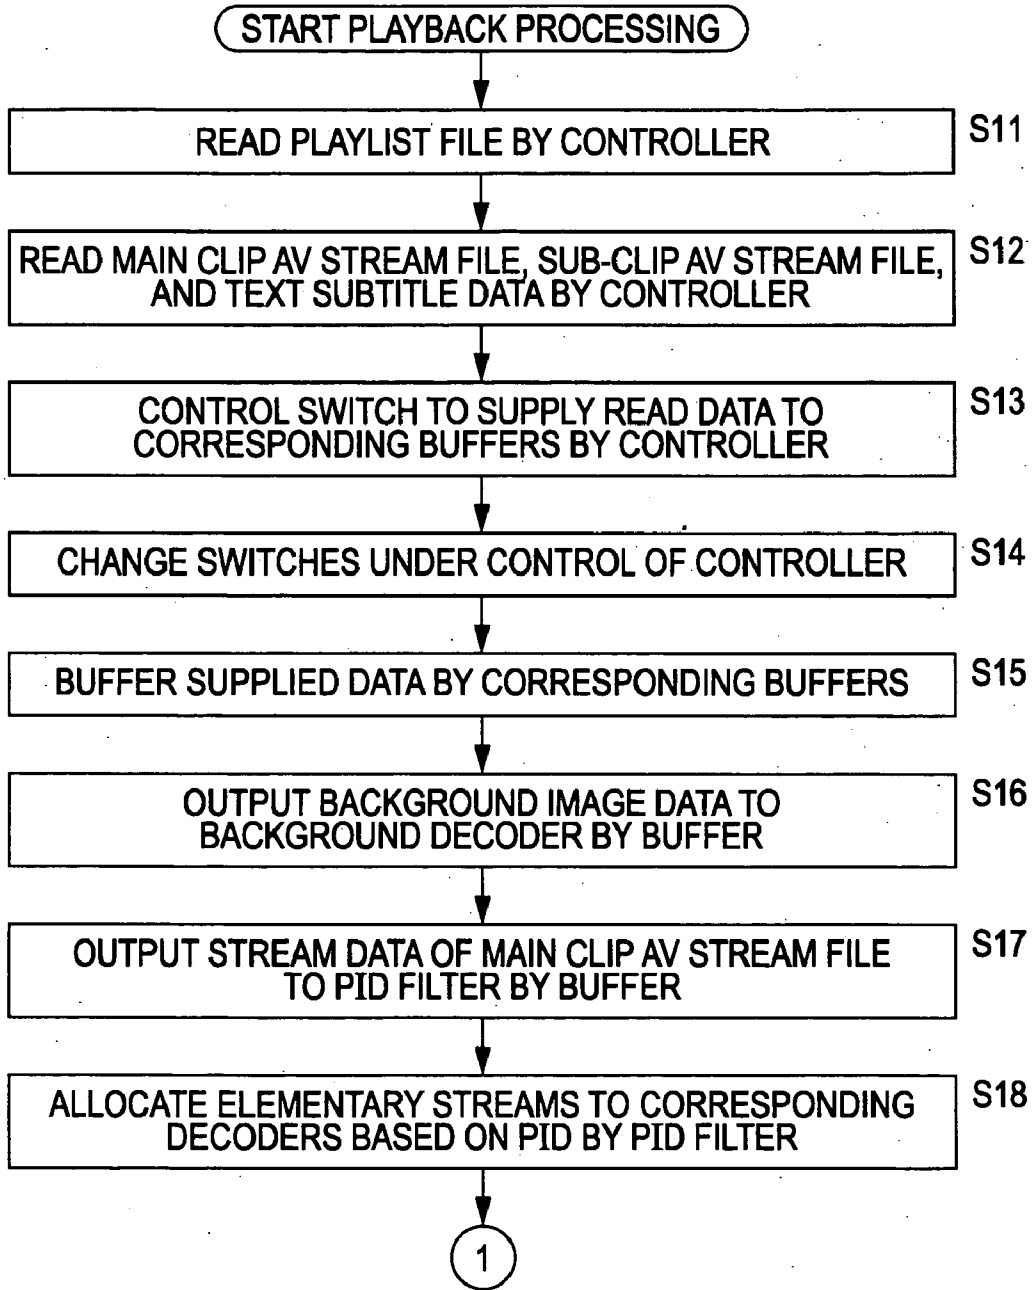 START PLAYBACK PROCESSING
READ PLAYLIST FILE BY CONTROLLER
S11
READ MAIN CLIP AV STREAM FILE, SUB-CLIP AV STREAM FILE,
AND TEXT SUBTITLE DATA BY CONTROLLER
S12
CONTROL SWITCH TO SUPPLY READ DATA TO
CORRESPONDING BUFFERS BY CONTROLLER
S13
CHANGE SWITCHES UNDER CONTROL OF CONTROLLER
S14
BUFFER SUPPLIED DATA BY CORRESPONDING BUFFERS
S15
OUTPUT BACKGROUND IMAGE DATA TO
BACKGROUND DECODER BY BUFFER
S16
OUTPUT STREAM DATA OF MAIN CLIP AV STREAM FILE
TO PID FILTER BY BUFFER
S17
ALLOCATE ELEMENTARY STREAMS TO CORRESPONDING
DECODERS BASED ON PID BY PID FILTER
S18
1